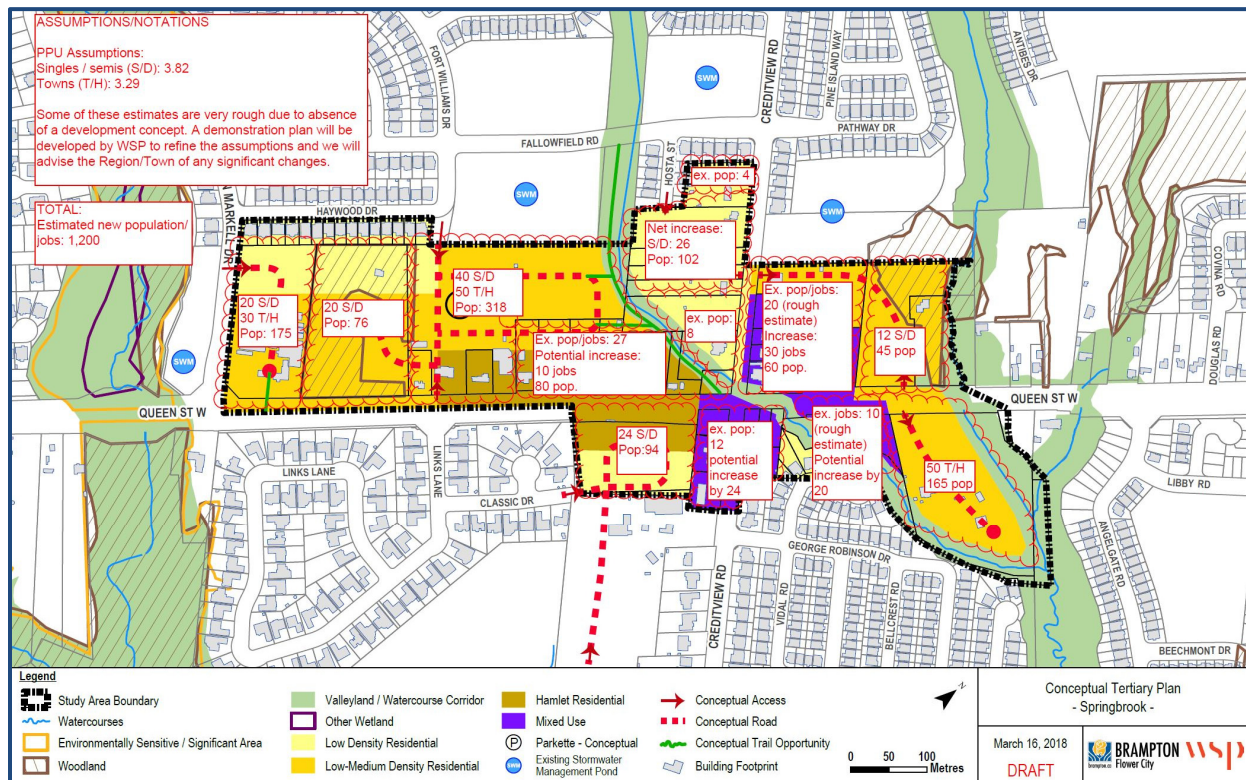 ASSUMPTIONS/NOTATIONS
PPU Assumptions:
Singles / semis (S/D): 3.82
Towns (T/H): 3.29
Some of these estimates are very rough due to absence
of a development concept. A demonstration plan will be
developed by WSP to refine the assumptions and we will
advise the Region/Town of any significant changes.
TOTAL:
Estimated new population/
jobs: 1,200
FORT WILLIAMS DR
CREDITVIEW RD
PINE ISLAND WAY
ANTIBES DR
SWM
SWM
SWM
SWM
SWM
PATHWAY DR
FALLOWFIELD RD
HOSTA ST
HAYWOOD DR
N MARKELL DR
COVINA RD
DOUGLAS RD
ex. pop: 4
Net increase:
S/D: 26
Pop: 102
20 S/D
30 T/H
Pop: 175
20 S/D
Pop: 76
40 S/D
50 T/H
Pop: 318
Ex. pop/jobs: 27
Potential increase:
10 jobs
80 pop.
ex. pop:
8
Ex. pop/jobs:
20 (rough
estimate)
Increase:
30 jobs
60 pop.
12 S/D
45 pop
QUEEN ST W
QUEEN ST W
24 S/D
Pop:94
ex. pop:
12
potential
increase
by 24
ex. jobs: 10
(rough
estimate)
Potential
increase by
20
50 T/H
165 pop
LINKS LANE
LINKS LANE
CLASSIC DR
CREDITVIEW RD
VIDAL RD
GEORGE ROBINSON DR
BELLCREST RD
ANGELGATE RD
LIBBY RD
BEECHMONT DR
Legend
Study Area Boundary
Watercourses
Environmentally Sensitive / Significant Area
Woodland
Valleyland / Watercourse Corridor
Other Wetland
Low Density Residential
Low-Medium Density Residential
Hamlet Residential
Mixed Use
P Parkette - Conceptual
SWM Existing Stormwater
Management Pond
Conceptual Access
Conceptual Road
Conceptual Trail Opportunity
Building Footprint
N
0 50 100
Metres
Conceptual Tertiary Plan
- Springbrook -
March 16, 2018
DRAFT
BRAMPTON
brampton.ca Flower City
wsp